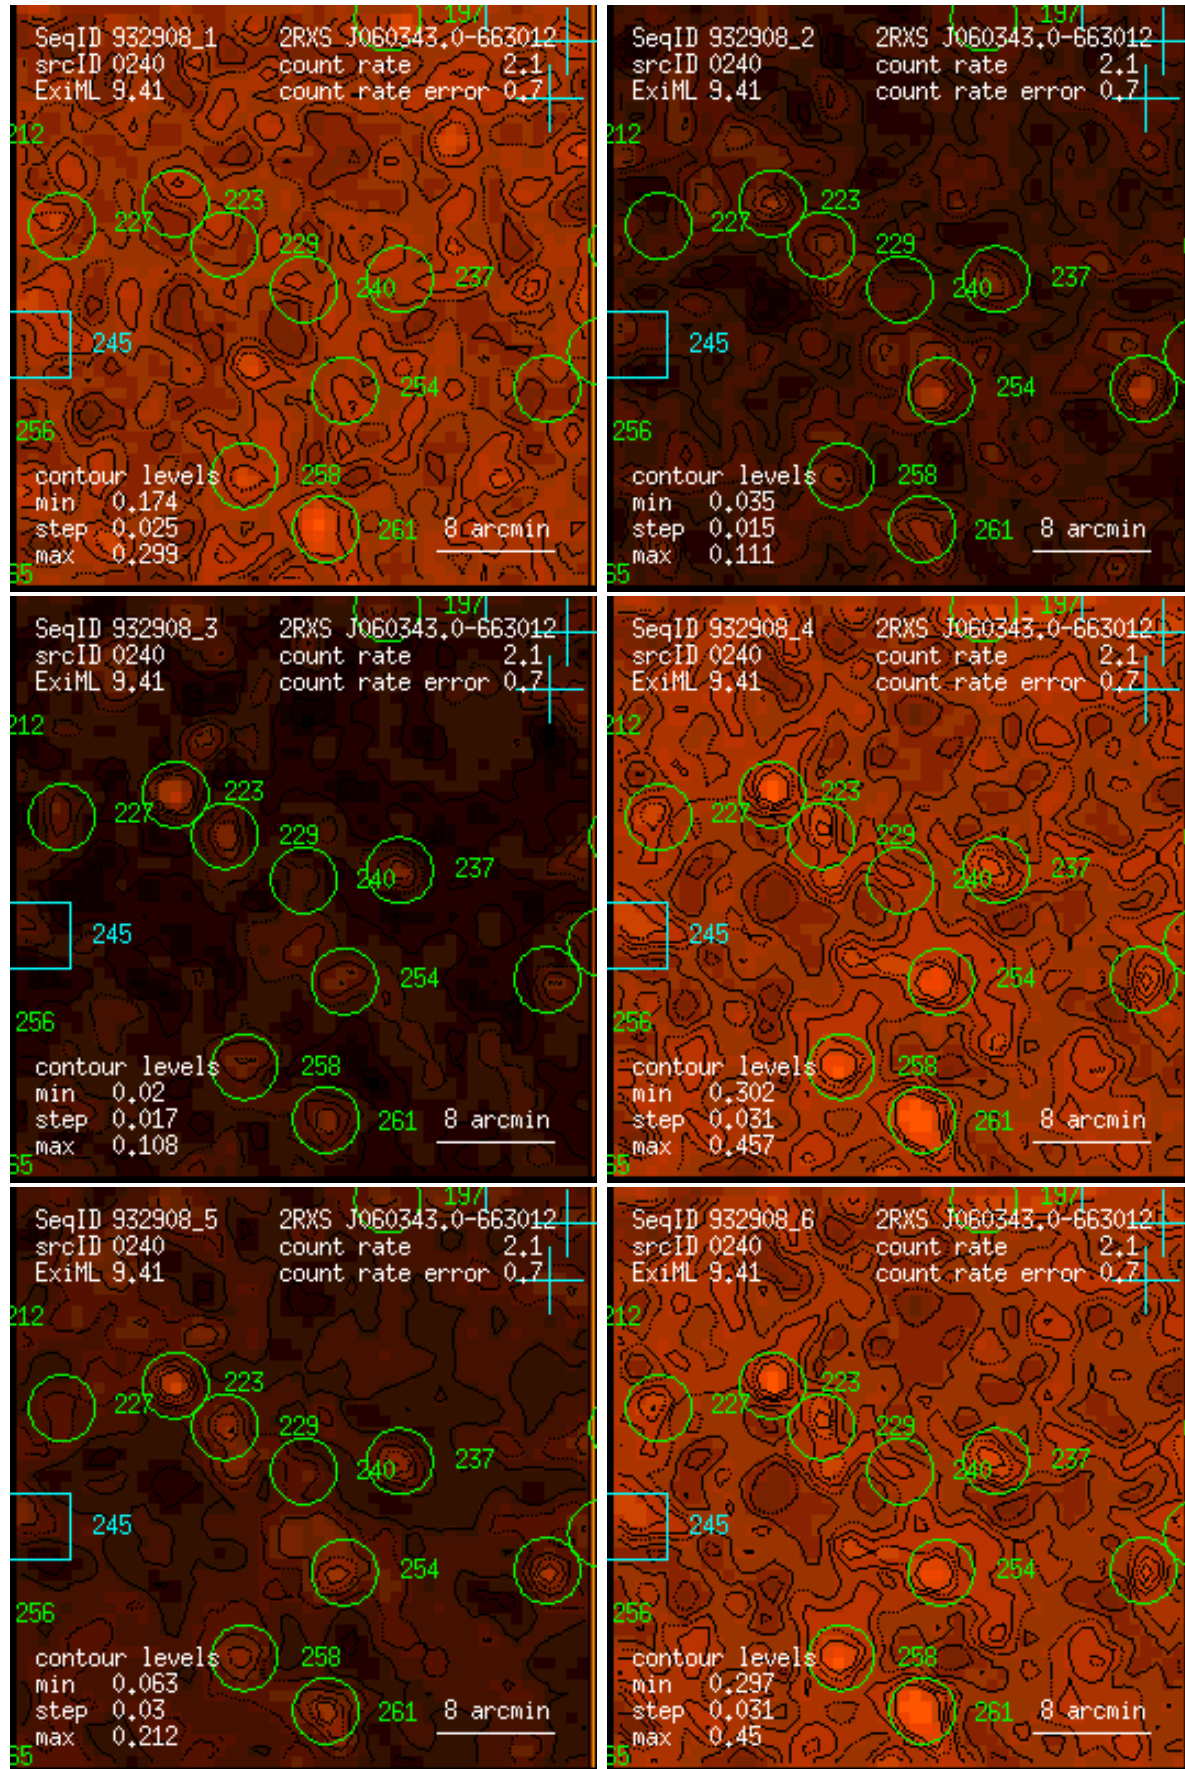 197
SeqID 932908_1 2RXS J060343.0-663012
srcID 0240 count rate 2.1
ExiML 9.41 count rate error 0.7
212
223
227
229
237
240
245
254
256
contour levels
258
min 0.174
step 0.025 261 8 arcmin
max 0.299
65
197
SeqID 932908_2 2RXS J060343.0-663012
srcID 0240 count rate 2.1
ExiML 9.41 count rate error 0.7
212
223
227
229
237
240
245
254
256
contour levels
258
min 0.035
step 0.015 261 8 arcmin
max 0.111
65
197
SeqID 932908_3 2RXS J060343.0-663012
srcID 0240 count rate 2.1
ExiML 9.41 count rate error 0.7
212
223
227
229
237
240
245
254
256
contour levels
258
min 0.02
step 0.017 261 8 arcmin
max 0.108
65
197
SeqID 932908_4 2RXS J060343.0-663012
srcID 0240 count rate 2.1
ExiML 9.41 count rate error 0.7
212
223
227
229
237
240
245
254
256
contour levels
258
min 0.302
step 0.031 261 8 arcmin
max 0.457
65
197
SeqID 932908_5 2RXS J060343.0-663012
srcID 0240 count rate 2.1
ExiML 9.41 count rate error 0.7
212
223
227
229
237
240
245
254
256
contour levels
258
min 0.063
step 0.03 261 8 arcmin
max 0.212
65
197
SeqID 932908_6 2RXS J060343.0-663012
srcID 0240 count rate 2.1
ExiML 9.41 count rate error 0.7
212
223
227
229
237
240
245
254
256
contour levels
258
min 0.297
step 0.031 261 8 arcmin
max 0.45
65